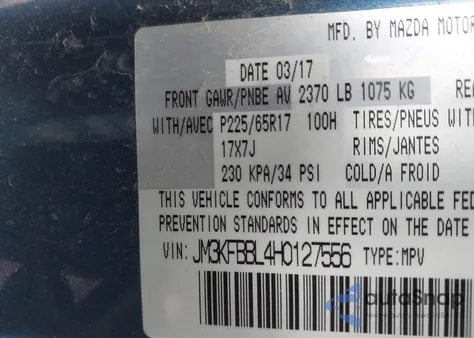 MFD. BY MAZDA MOTOR
DATE 03/17
FRONT GAWR/PNBE AV 2370 LB 1075 KG REA
WITH/AVEC P225/65R17 100H TIRES/PNEUS WITH
17X7J RIMS/JANTES
230 KPA/34 PSI COLD/A FROID
THIS VEHICLE CONFORMS TO ALL APPLICABLE FED
PREVENTION STANDARDS IN EFFECT ON THE DATE
VIN: JM3KFBBL4H0127556 TYPE:MPV
autoSnap